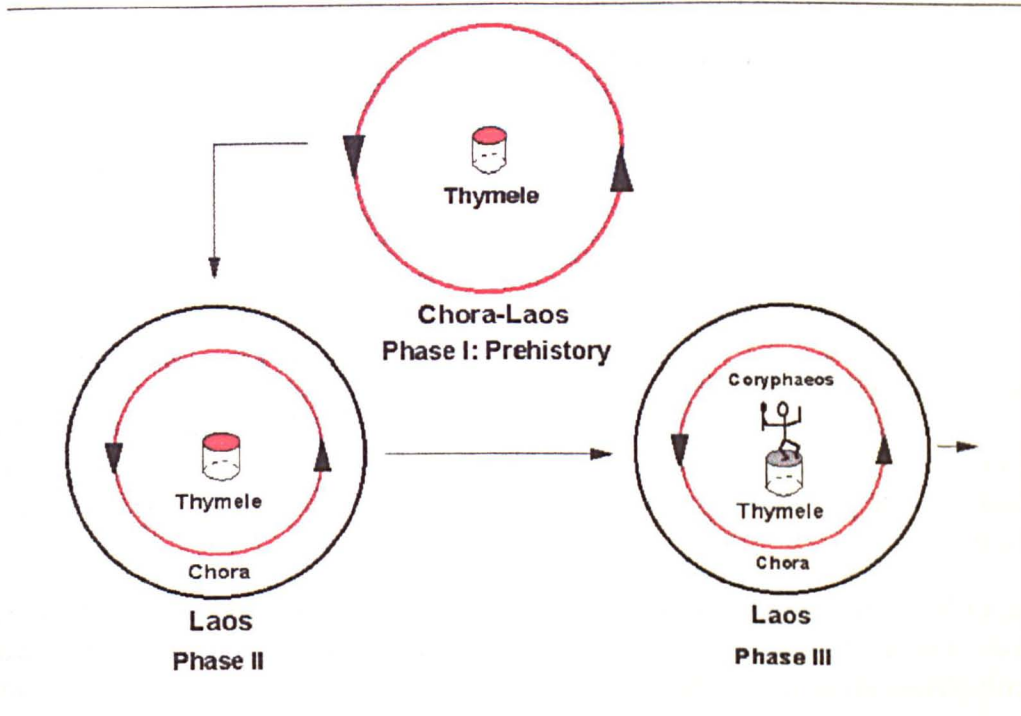 Thymele
Chora-Laos
Phase I: Prehistory
Thymele
Chora
Laos
Phase II
Coryphaeos
Thymele
Chora
Laos
Phase III